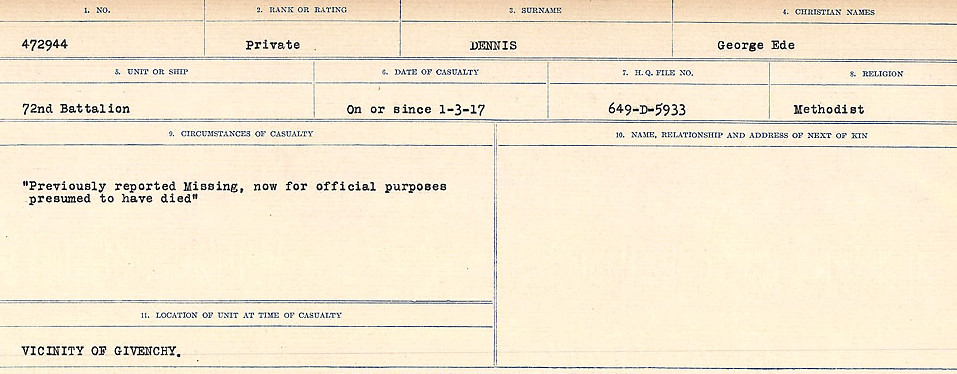 1. NO. 2. RANK OR RATING 3. SURNAME 4. CHRISTIAN NAMES
472944 Private DENNIS George Ede
5. UNIT OR SHIP 6. DATE OF CASUALTY 7. H. Q. FILE NO. 8. RELIGION
72nd Battalion On or since 1-3-17 649-D-5933 Methodist
9. CIRCUMSTANCES OF CASUALTY 10. NAME, RELATIONSHIP AND ADDRESS OF NEXT OF KIN
"Previously reported Missing, now for official purposes
presumed to have died"
11. LOCATION OF UNIT AT TIME OF CASUALTY
VICINITY OF GIVENCHY.